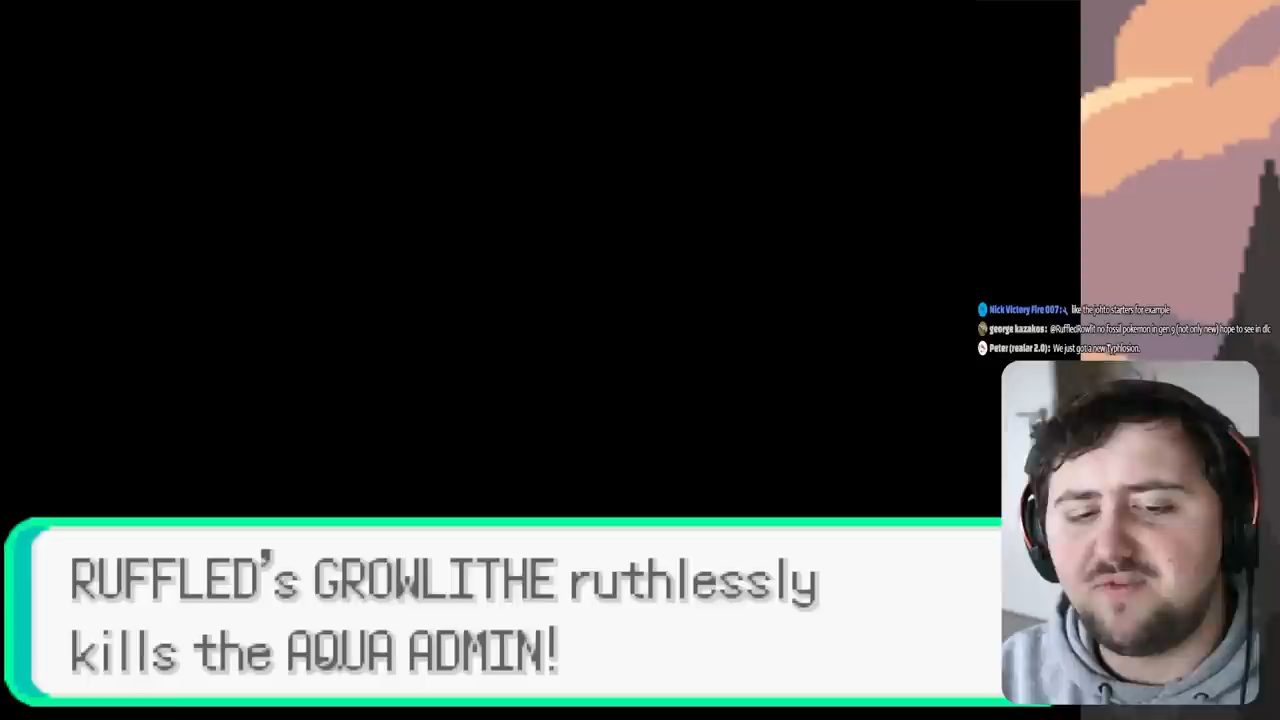 Nick Victory Fire 007: like the johto starters for example
george kazakos: @RuffledRowlit no fossil pokemon in gen 9 (not only new) hope to see in dlc
Peter (realar 2.0): We just got a new Typhlosion.
RUFFLED's GROWLITHE ruthlessly
kills the AQUA ADMIN!